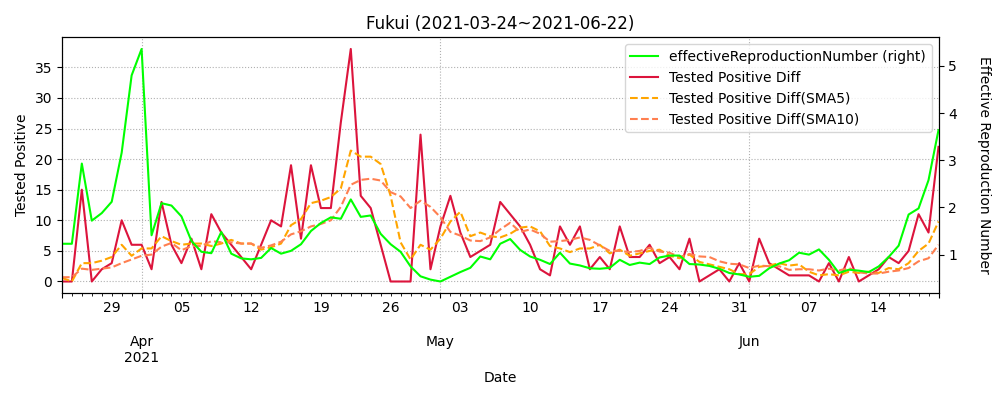 Fukui (2021-03-24~2021-06-22)
effectiveReproductionNumber (right)
Tested Positive Diff
Tested Positive Diff(SMA5)
Tested Positive Diff(SMA10)
Tested Positive
35
30
25
20
15
10
5
0
5
4
3
2
1
Effective Reproduction Number
29 05 12 19 26 03 10 17 24 31 07 14
Apr May Jun
2021
Date